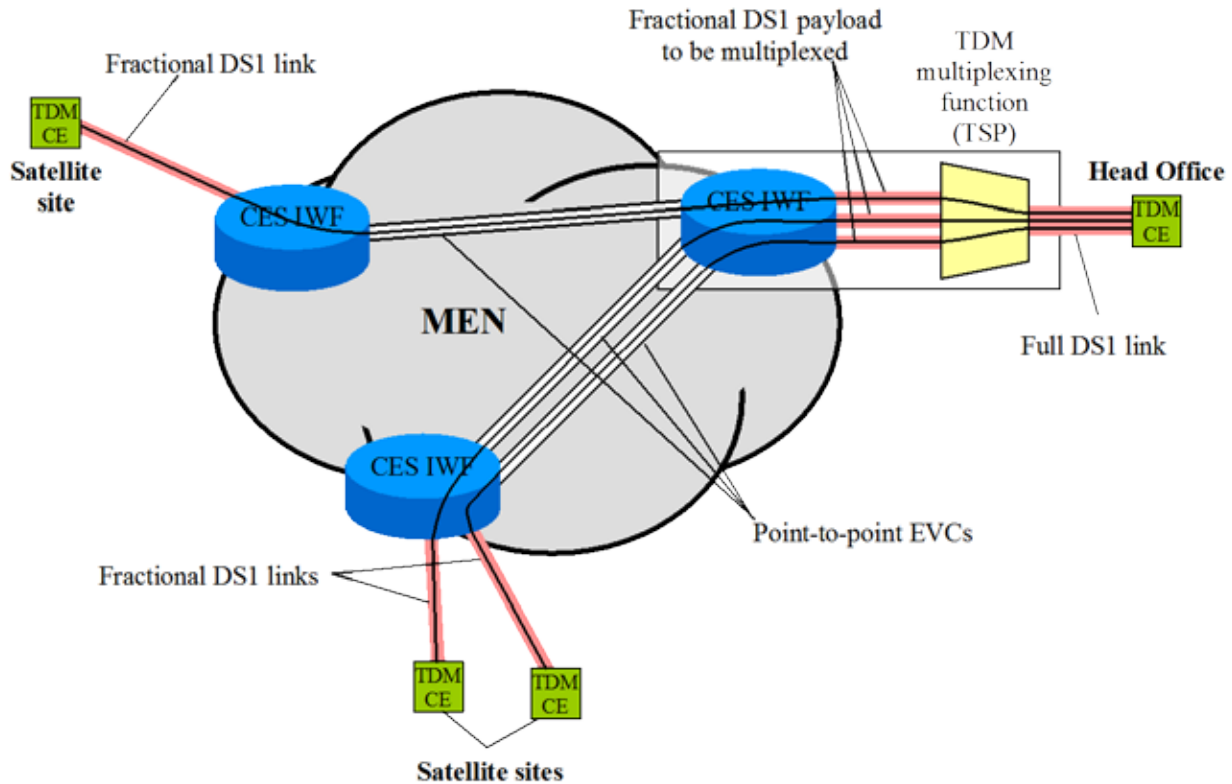 Fractional DS1 payload
to be multiplexed
TDM
multiplexing
function
(TSP)
Fractional DS1 link
TDM
CE
Satellite
site
CES IWF
CES IWF
Head Office
TDM
CE
MEN
Full DS1 link
CES IWF
Point-to-point EVCs
Fractional DS1 links
TDM
CE
TDM
CE
Satellite sites